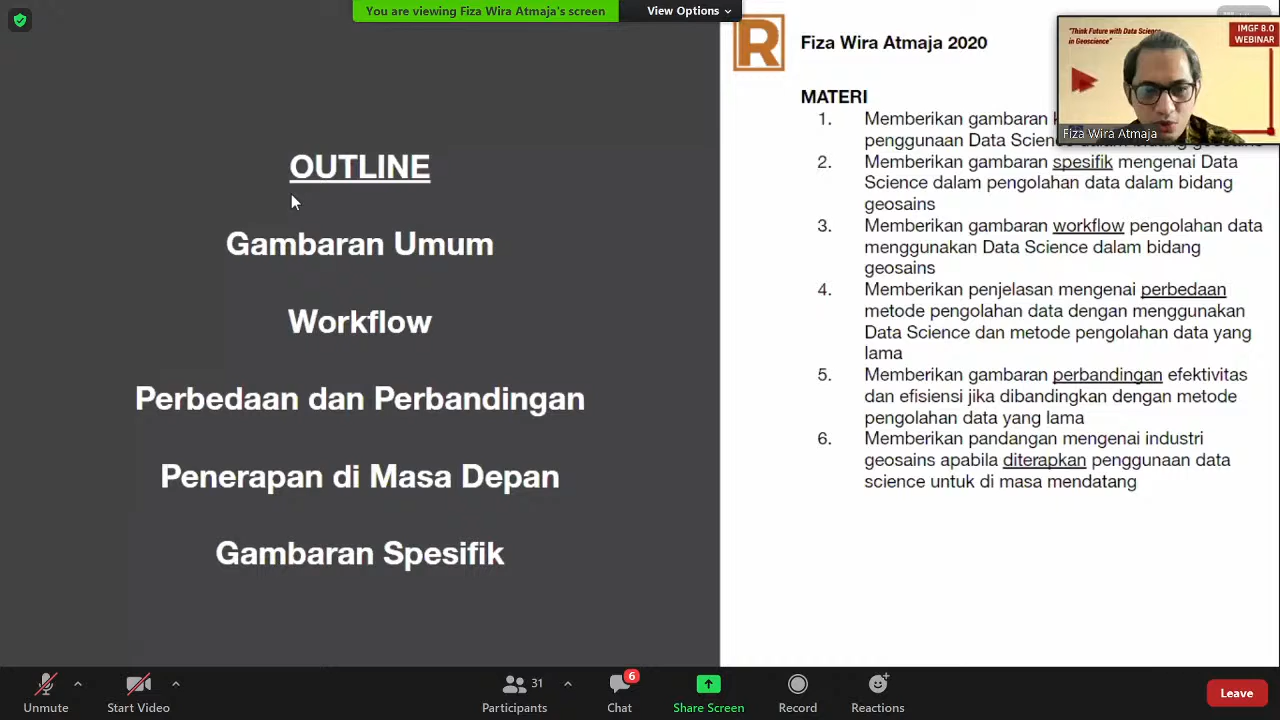 You are viewing Fiza Wira Atmaja's screen
View Options
R
Fiza Wira Atmaja 2020
"Think Future with Data Science
in Geoscience"
IMGF 8.0
WEBINAR
Fiza Wira Atmaja
OUTLINE
Gambaran Umum
Workflow
Perbedaan dan Perbandingan
Penerapan di Masa Depan
Gambaran Spesifik
MATERI
1. Memberikan gambaran
penggunaan Data Science dalam bidang geosains
2. Memberikan gambaran spesifik mengenai Data
Science dalam pengolahan data dalam bidang
geosains
3. Memberikan gambaran workflow pengolahan data
menggunakan Data Science dalam bidang
geosains
4. Memberikan penjelasan mengenai perbedaan
metode pengolahan data dengan menggunakan
Data Science dan metode pengolahan data yang
lama
5. Memberikan gambaran perbandingan efektivitas
dan efisiensi jika dibandingkan dengan metode
pengolahan data yang lama
6. Memberikan pandangan mengenai industri
geosains apabila diterapkan penggunaan data
science untuk di masa mendatang
Unmute
Start Video
31
Participants
6
Chat
Share Screen
Record
Reactions
Leave